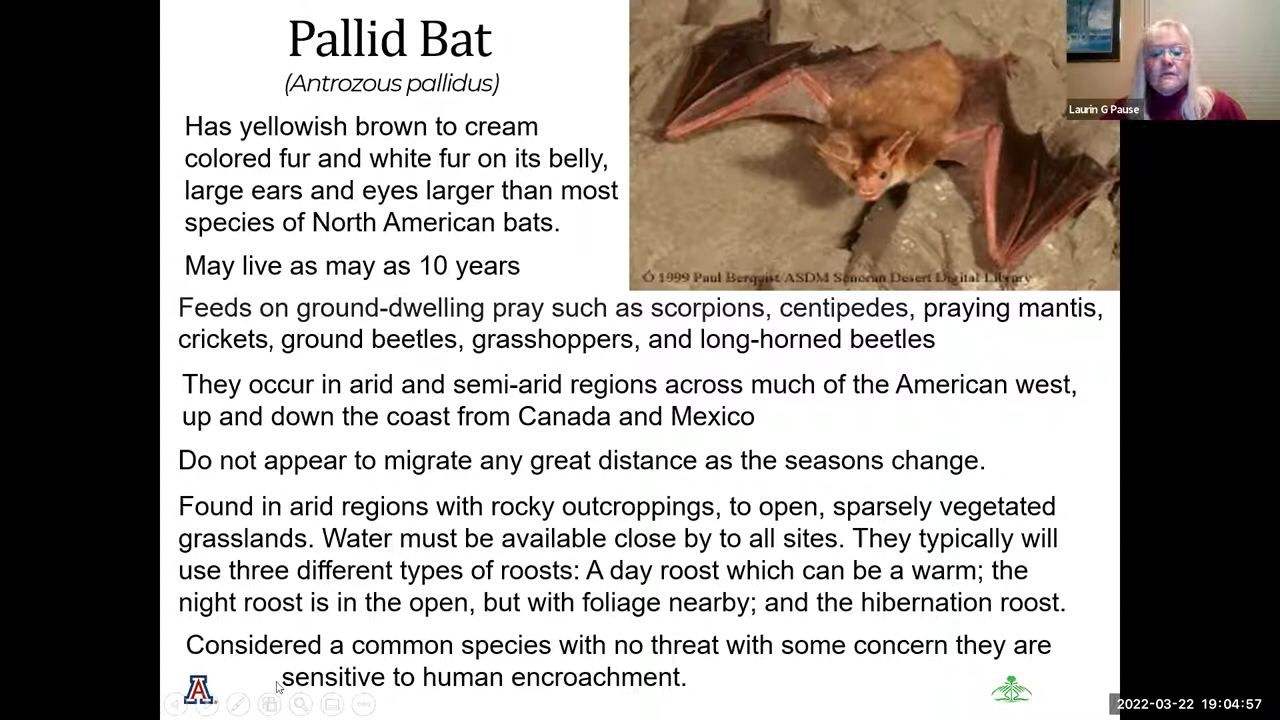 Pallid Bat
(Antrozous pallidus)
Has yellowish brown to cream
colored fur and white fur on its belly,
large ears and eyes larger than most
species of North American bats.
May live as may as 10 years
© 1999 Paul Berquist/ASDM Sonoran Desert Digital Library
Laurin G Pause
Feeds on ground-dwelling pray such as scorpions, centipedes, praying mantis,
crickets, ground beetles, grasshoppers, and long-horned beetles
They occur in arid and semi-arid regions across much of the American west,
up and down the coast from Canada and Mexico
Do not appear to migrate any great distance as the seasons change.
Found in arid regions with rocky outcroppings, to open, sparsely vegetated
grasslands. Water must be available close by to all sites. They typically will
use three different types of roosts: A day roost which can be a warm; the
night roost is in the open, but with foliage nearby; and the hibernation roost.
Considered a common species with no threat with some concern they are
sensitive to human encroachment.
A
2022-03-22 19:04:57